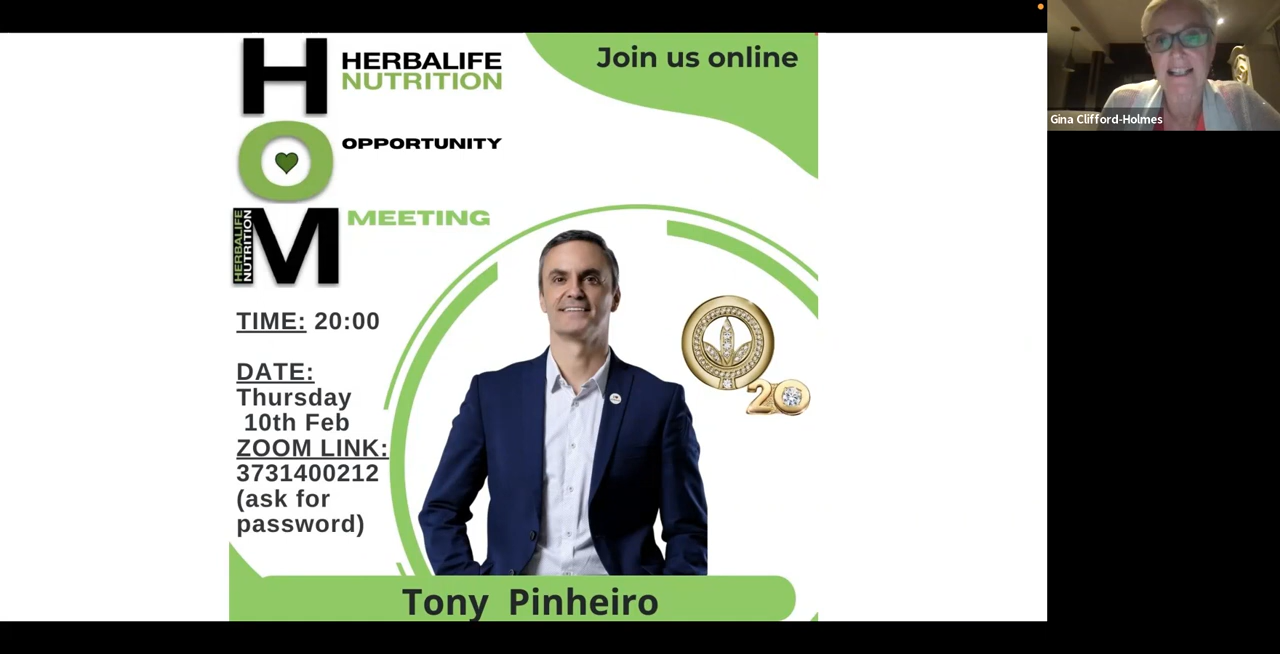 H
HERBALIFE
NUTRITION
Join us online
O
OPPORTUNITY
M
HERBALIFE
NUTRITION
MEETING
TIME: 20:00
DATE:
Thursday
10th Feb
ZOOM LINK:
3731400212
(ask for
password)
20
Tony Pinheiro
Gina Clifford-Holmes